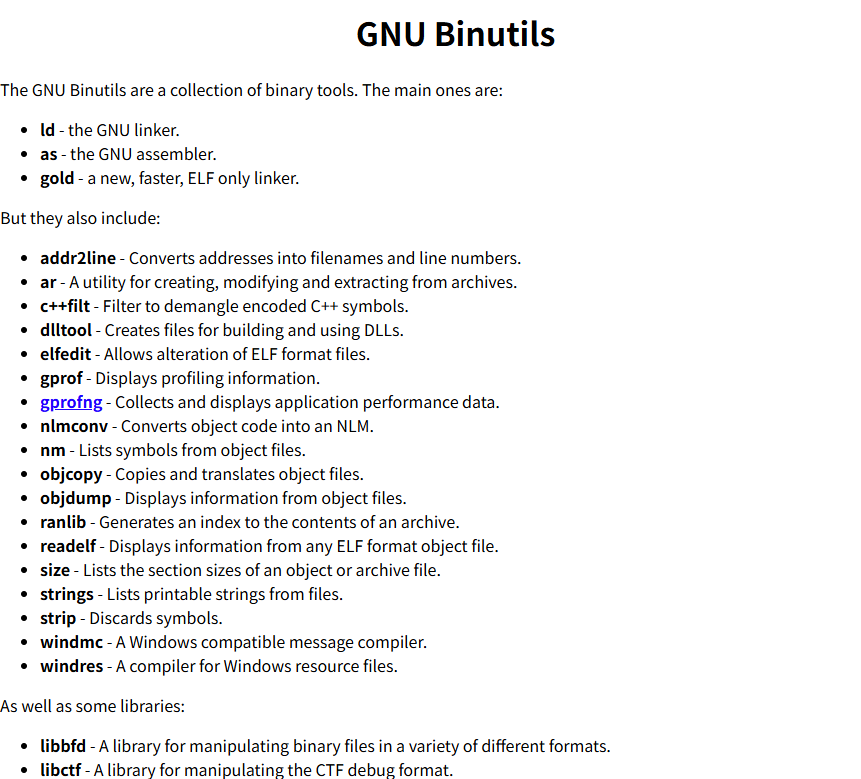 GNU Binutils
The GNU Binutils are a collection of binary tools. The main ones are:
• ld - the GNU linker.
• as - the GNU assembler.
• gold - a new, faster, ELF only linker.
But they also include:
• addr2line - Converts addresses into filenames and line numbers.
• ar - A utility for creating, modifying and extracting from archives.
• c++filt - Filter to demangle encoded C++ symbols.
• dlltool - Creates files for building and using DLLs.
• elfedit - Allows alteration of ELF format files.
• gprof - Displays profiling information.
• gprofng - Collects and displays application performance data.
• nlmconv - Converts object code into an NLM.
• nm - Lists symbols from object files.
• objcopy - Copies and translates object files.
• objdump - Displays information from object files.
• ranlib - Generates an index to the contents of an archive.
• readelf - Displays information from any ELF format object file.
• size - Lists the section sizes of an object or archive file.
• strings - Lists printable strings from files.
• strip - Discards symbols.
• windmc - A Windows compatible message compiler.
• windres - A compiler for Windows resource files.
As well as some libraries:
• libbfd - A library for manipulating binary files in a variety of different formats.
• libctf - A library for manipulating the CTF debug format.